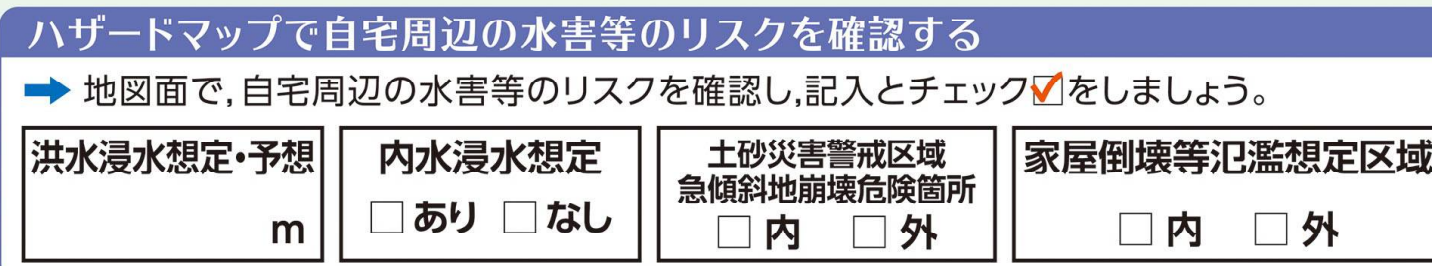 ハザードマップで自宅周辺の水害等のリスクを確認する
➡ 地図面で,自宅周辺の水害等のリスクを確認し,記入とチェック☑をしましょう。
洪水浸水想定・予想
m
内水浸水想定
□あり □なし
土砂災害警戒区域
急傾斜地崩壊危険箇所
□内 □外
家屋倒壊等氾濫想定区域
□内 □外